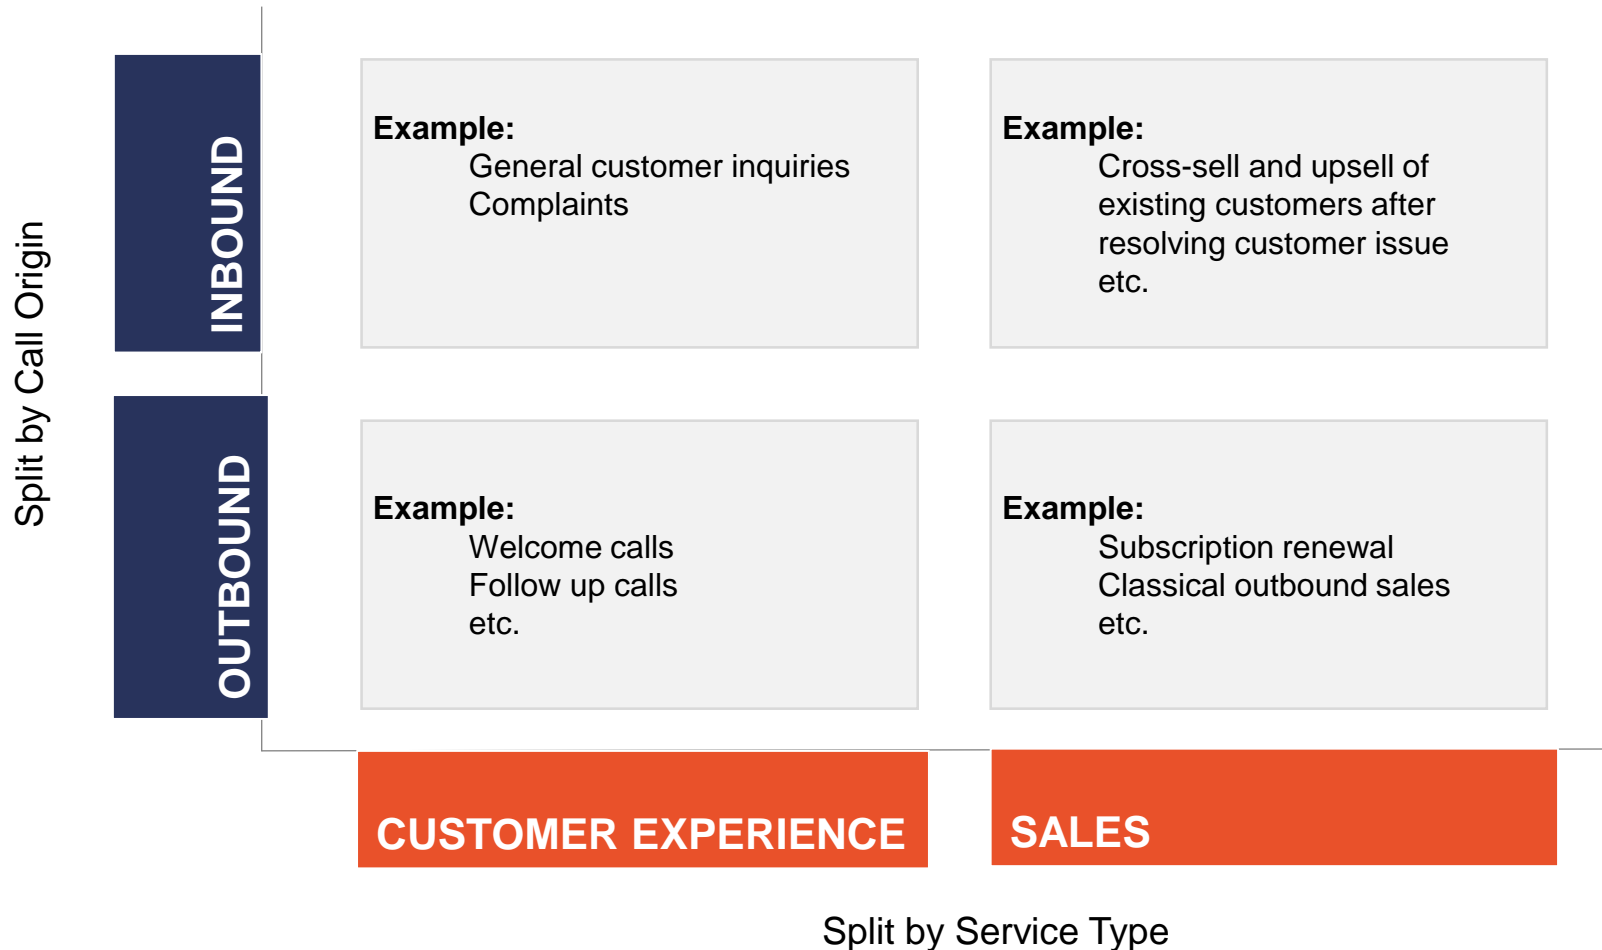 Split by Call Origin
INBOUND
Example:
General customer inquiries
Complaints
Example:
Cross-sell and upsell of
existing customers after
resolving customer issue
etc.
OUTBOUND
Example:
Welcome calls
Follow up calls
etc.
Example:
Subscription renewal
Classical outbound sales
etc.
CUSTOMER EXPERIENCE
SALES
Split by Service Type